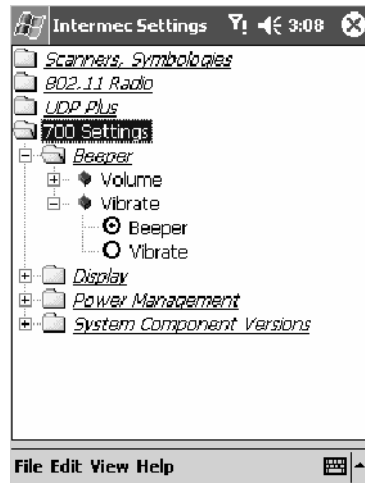 Intermec Settings 3:08
Scanners, Symbologies
802.11 Radio
UDP Plus
700 Settings
Beeper
Volume
Vibrate
Beeper
Vibrate
Display
Power Management
System Component Versions
File Edit View Help